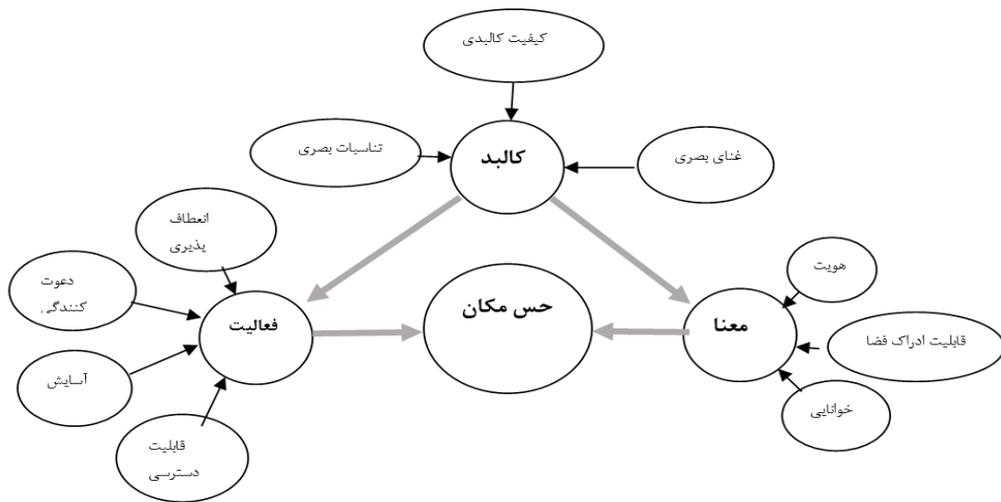 کیفیت کالبدی
تناسبات بصری
کالبد
غنای بصری
انعطاف
پذیری
هویت
دعوت
کنندگی
فعالیت
حس مکان
معنا
قابلیت ادراک فضا
آسایش
خوانایی
قابلیت
دسترسی